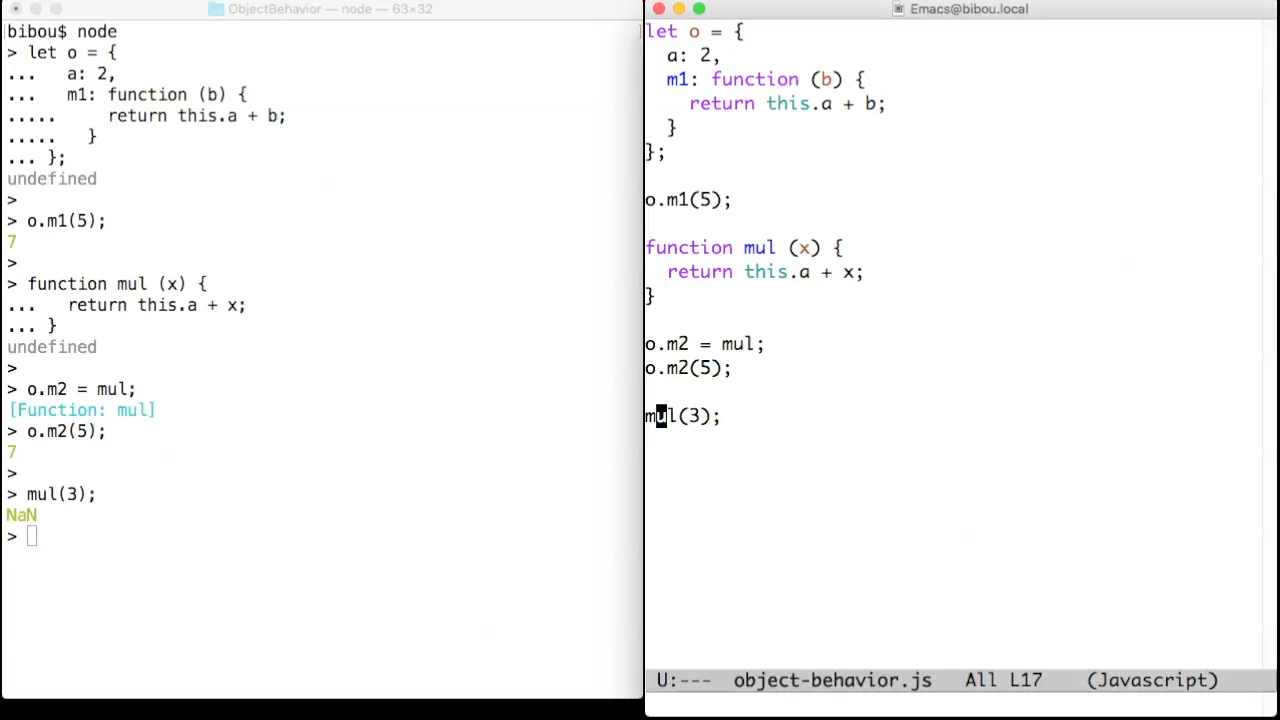 ObjectBehavior — node — 63×32
bibou$ node
> let o = {
...   a: 2,
...   m1: function (b) {
.....     return this.a + b;
.....   }
... };
undefined
>
> o.m1(5);
7
>
> function mul (x) {
...   return this.a + x;
... }
undefined
>
> o.m2 = mul;
[Function: mul]
> o.m2(5);
7
>
> mul(3);
NaN
>
Emacs@bibou.local
let o = {
  a: 2,
  m1: function (b) {
    return this.a + b;
  }
};
o.m1(5);
function mul (x) {
  return this.a + x;
}
o.m2 = mul;
o.m2(5);
mul(3);
U:---  object-behavior.js   All L17    (Javascript)